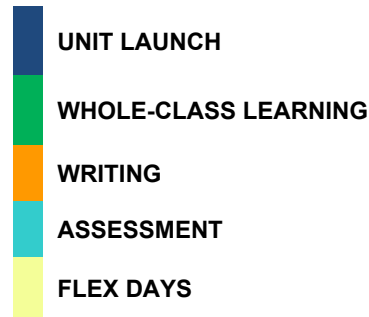 UNIT LAUNCH
WHOLE-CLASS LEARNING
WRITING
ASSESSMENT
FLEX DAYS